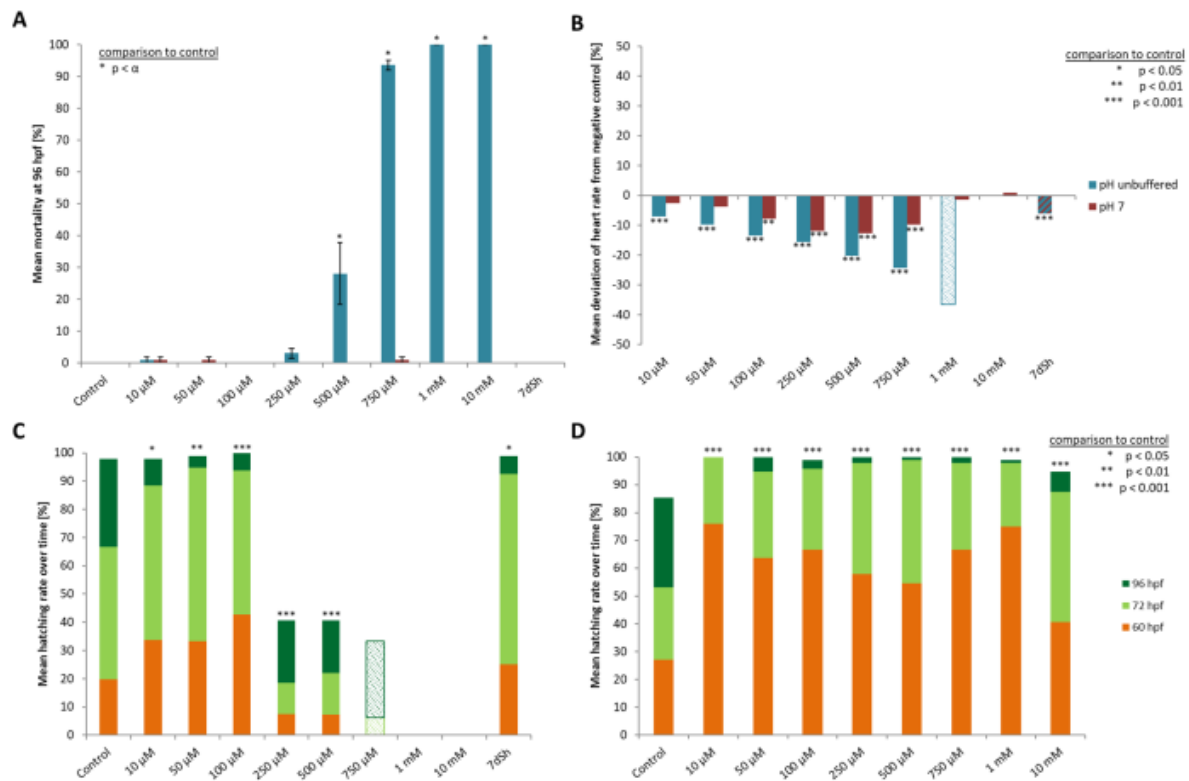 A
Mean mortality at 96 hpf [%]
100
90
80
70
60
50
40
30
20
10
0
comparison to control
* p < α
*
*
*
*
Control
10 µM
50 µM
100 µM
250 µM
500 µM
750 µM
1 mM
10 mM
7dSh
B
Mean deviation of heart rate from negative control [%]
50
40
30
20
10
0
-10
-20
-30
-40
-50
comparison to control
* p < 0.05
** p < 0.01
*** p < 0.001
pH unbuffered
pH 7
***
***
***
**
***
***
***
***
***
***
***
10 µM
50 µM
100 µM
250 µM
500 µM
750 µM
1 mM
10 mM
7dSh
C
Mean hatching rate over time [%]
100
90
80
70
60
50
40
30
20
10
0
*
**
***
***
***
*
Control
10 µM
50 µM
100 µM
250 µM
500 µM
750 µM
1 mM
10 mM
7dSh
D
Mean hatching rate over time [%]
100
90
80
70
60
50
40
30
20
10
0
***
***
***
***
***
***
***
***
comparison to control
* p < 0.05
** p < 0.01
*** p < 0.001
96 hpf
72 hpf
60 hpf
Control
10 µM
50 µM
100 µM
250 µM
500 µM
750 µM
1 mM
10 mM